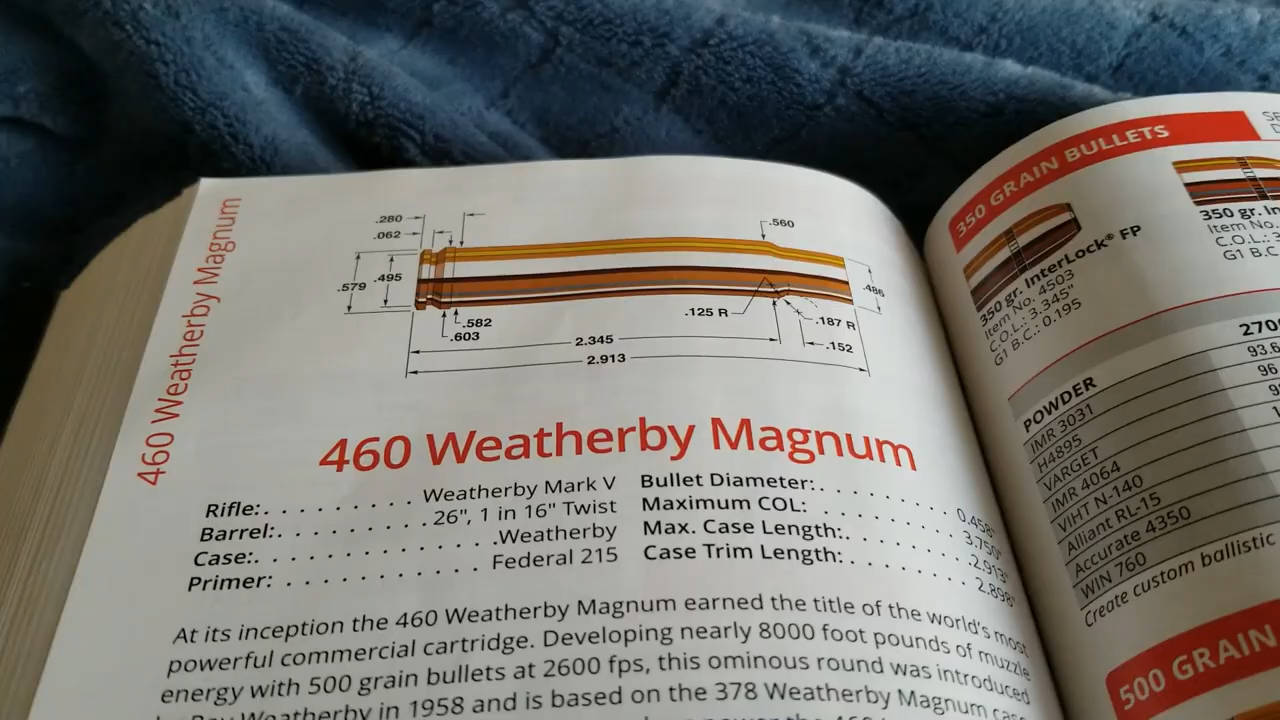 460 Weatherby Magnum
.280
.062
.560
.579
.495
.486
.582
.603
.125 R
.187 R
.152
2.345
2.913
460 Weatherby Magnum
Rifle:. . . . . . . . . . . . Weatherby Mark V
Barrel:. . . . . . . . . . . . 26", 1 in 16" Twist
Case:. . . . . . . . . . . . . . . .Weatherby
Primer: . . . . . . . . . . . . . Federal 215
Bullet Diameter:. . . . . . . . . . 0.458"
Maximum COL: . . . . . . . . . . 3.750"
Max. Case Length:. . . . . . . . .2.913"
Case Trim Length:. . . . . . . . . 2.898"
At its inception the 460 Weatherby Magnum earned the title of the world's most
powerful commercial cartridge. Developing nearly 8000 foot pounds of muzzle
energy with 500 grain bullets at 2600 fps, this ominous round was introduced
Weatherby in 1958 and is based on the 378 Weatherby Magnum
350 GRAIN BULLETS
350 gr. InterLock® FP
Item No. 4503
C.O.L.: 3.345"
G1 B.C.: 0.195
350 gr.
Item No.
C.O.L.:
G1 B.C
POWDER
IMR 3031
H4895
VARGET
IMR 4064
VIHT N-140
Alliant RL-15
Accurate 4350
WIN 760
Create custom ballistic
500 GRAIN